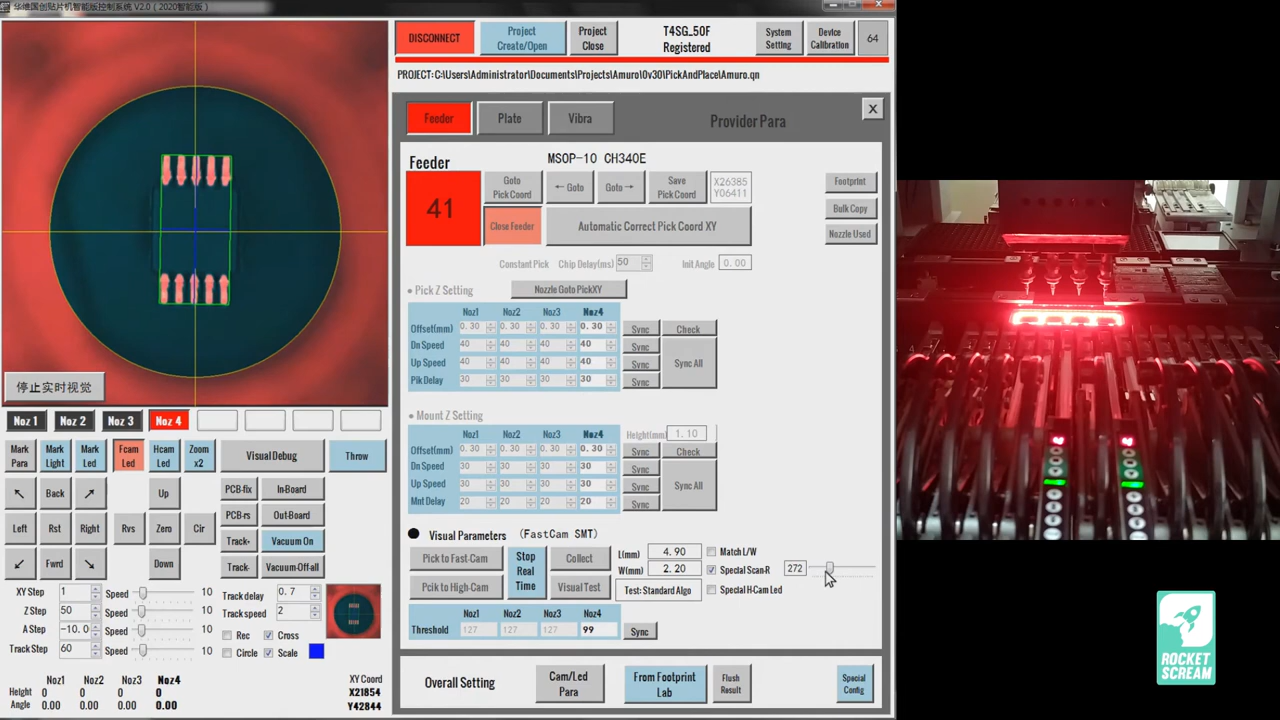 华维国创贴片机智能版控制系统 V2.0（2020智能版）
DISCONNECT
Project Create/Open
Project Close
T4SG_50F Registered
System Setting
Device Calibration
64
PROJECT:C:\Users\Administrator\Documents\Projects\Amuro\0v30\PickAndPlace\Amuro.qn
Feeder
Plate
Vibra
Provider Para
X
Feeder
MSOP-10 CH340E
41
Goto Pick Coord
← Goto
Goto →
Save Pick Coord
X26385
Y06411
Footprint
Close Feeder
Automatic Correct Pick Coord XY
Bulk Copy
Nozzle Used
Constant Pick
Chip Delay(ms)
50
Init Angle
0.00
Pick Z Setting
Nozzle Goto PickXY
Noz1 Noz2 Noz3 Noz4
Offset(mm) 0.30 0.30 0.30 0.30 Sync Check
Dn Speed 40 40 40 40 Sync
Up Speed 40 40 40 40 Sync Sync All
Pik Delay 30 30 30 30 Sync
Mount Z Setting
Noz1 Noz2 Noz3 Noz4 Height(mm) 1.10
Offset(mm) 0.30 0.30 0.30 0.30 Sync Check
Dn Speed 30 30 30 30 Sync
Up Speed 30 30 30 30 Sync Sync All
Mnt Delay 20 20 20 20 Sync
Visual Parameters (FastCam SMT)
Pick to Fast-Cam
Stop Real Time
Collect
L(mm) 4.90
Match L/W
W(mm) 2.20
Special Scan-R 272
Pcik to High-Cam
Visual Test
Test: Standard Algo
Special H-Cam Led
Noz1 Noz2 Noz3 Noz4
Threshold 127 127 127 99 Sync
Overall Setting
Cam/Led Para
From Footprint Lab
Flush Result
Special Config
停止实时视觉
Noz 1 Noz 2 Noz 3 Noz 4
Mark Para
Mark Light
Mark Led
Fcam Led
Hcam Led
Zoom x2
Visual Debug
Throw
↖ Back ↗ Up
PCB-fix In-Board
Left Rst Right Rvs Zero Clr
PCB-rs Out-Board
Track+ Vacuum On
↙ Fwrd ↘ Down
Track- Vacuum-Off-all
XY Step 1 Speed 10
Z Step 50 Speed 10
A Step -10.0 Speed 10
Track Step 60 Speed 10
Track delay 0.7
Track speed 2
Rec Cross
Circle Scale
Noz1 Noz2 Noz3 Noz4
Height 0.00 0.00 0.00 0.00
Angle 0.00 0.00 0.00 0.00
XY Coord
X21854
Y42844
ROCKET
SCREAM